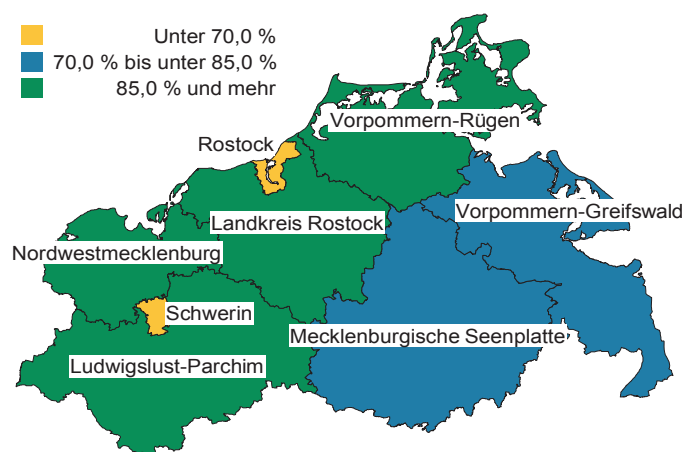 Unter 70,0 %
70,0 % bis unter 85,0 %
85,0 % und mehr
Vorpommern-Rügen
Rostock
Vorpommern-Greifswald
Landkreis Rostock
Nordwestmecklenburg
Schwerin
Mecklenburgische Seenplatte
Ludwigslust-Parchim